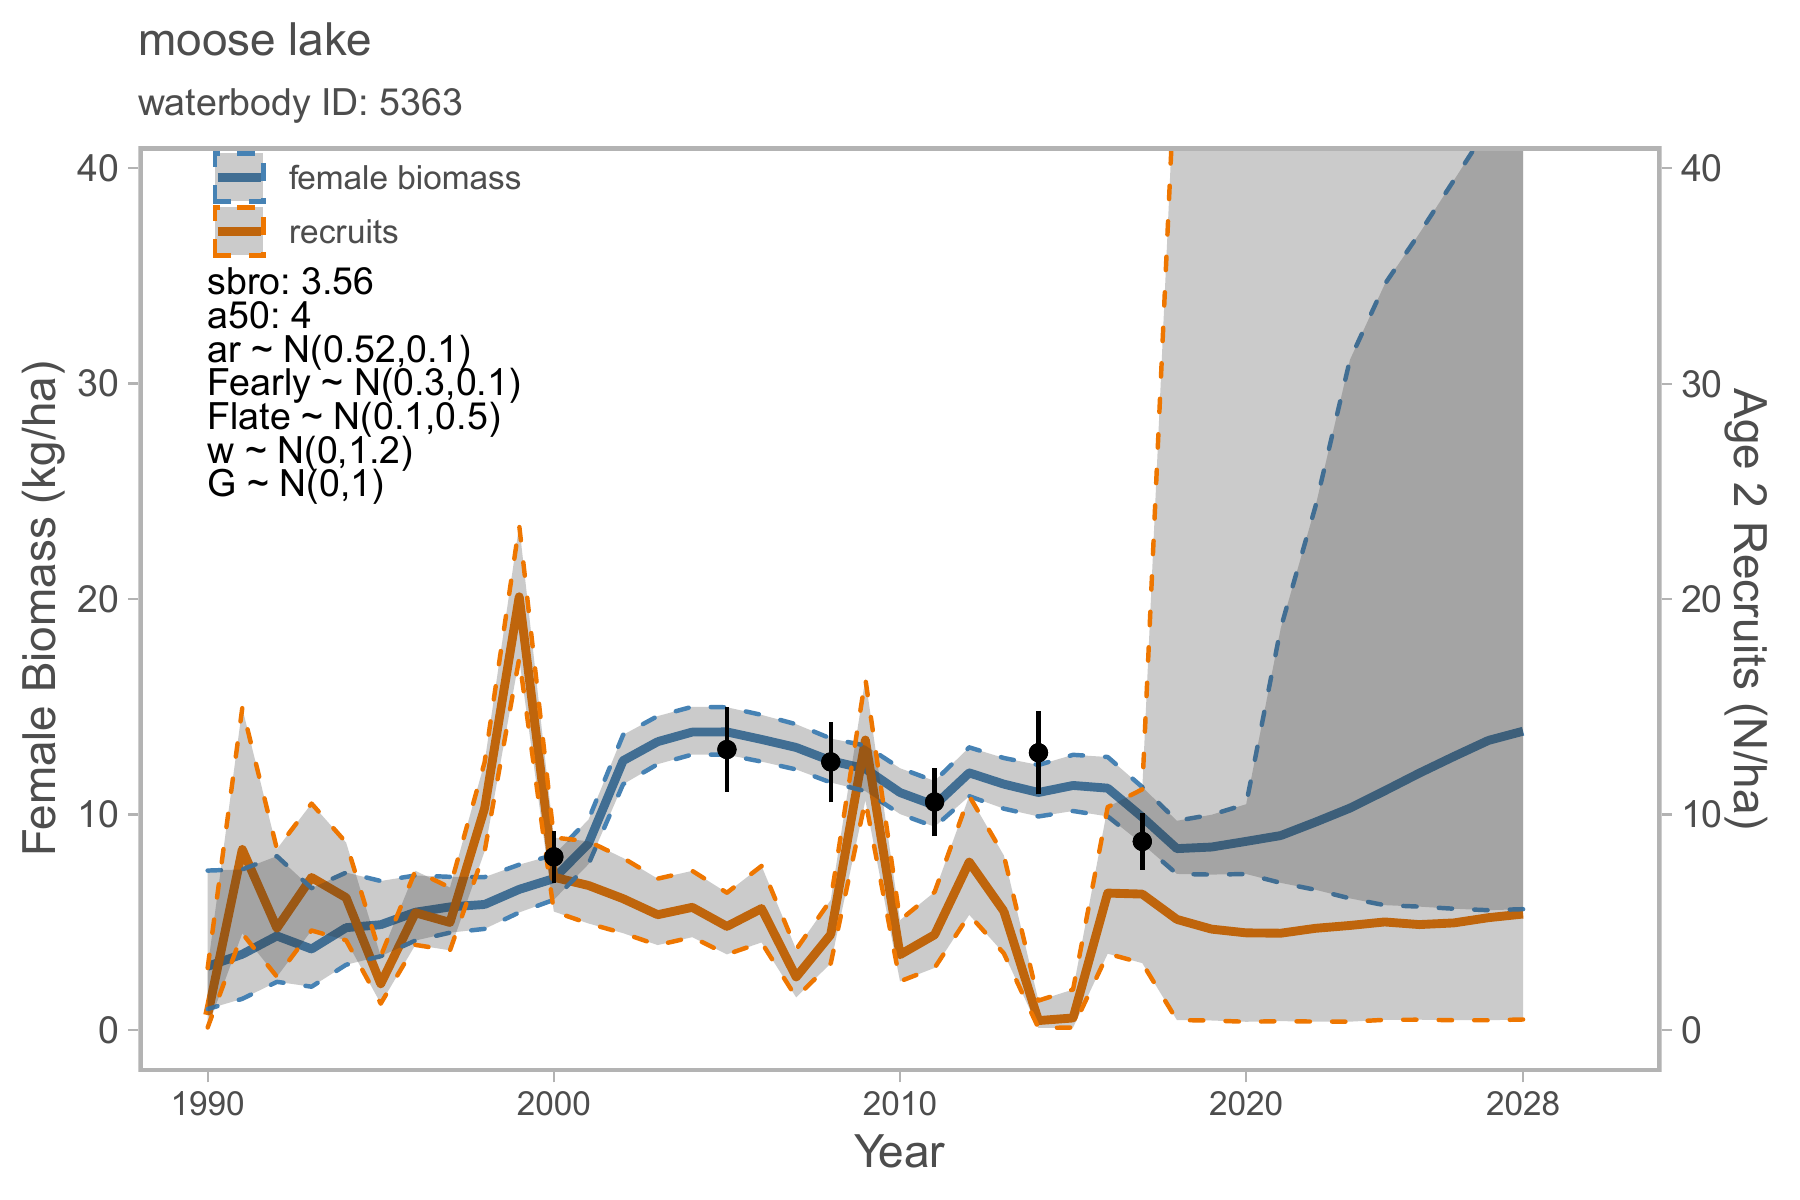 moose lake
waterbody ID: 5363
female biomass
recruits
sbro: 3.56
a50: 4
ar ~ N(0.52,0.1)
Fearly ~ N(0.3,0.1)
Flate ~ N(0.1,0.5)
w ~ N(0,1.2)
G ~ N(0,1)
Female Biomass (kg/ha)
40
30
20
10
0
40
30
20
10
0
Age 2 Recruits (N/ha)
1990
2000
2010
2020
2028
Year